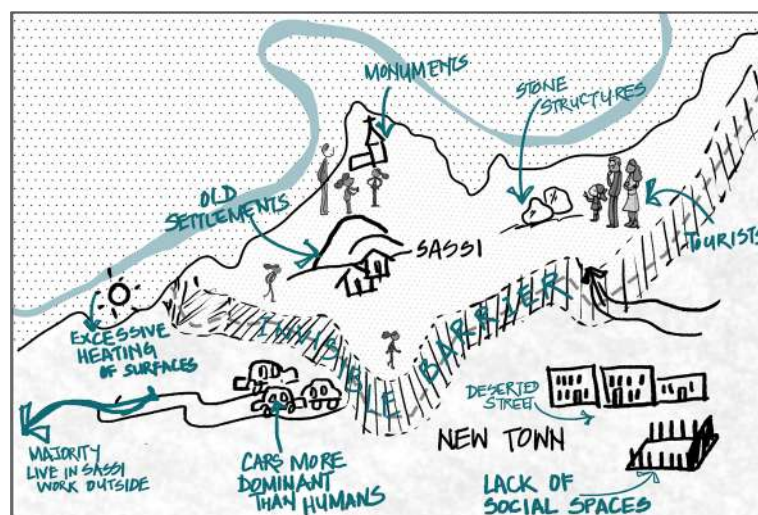 MONUMENTS
STONE
STRUCTURES
OLD
SETTLEMENTS
SASSI
TOURISTS
EXCESSIVE
HEATING
OF SURFACES
INVISIBLE BARRIER
DESERTED
STREET
NEW TOWN
MAJORITY
LIVE IN SASSI
WORK OUTSIDE
CARS MORE
DOMINANT
THAN HUMANS
LACK OF
SOCIAL SPACES